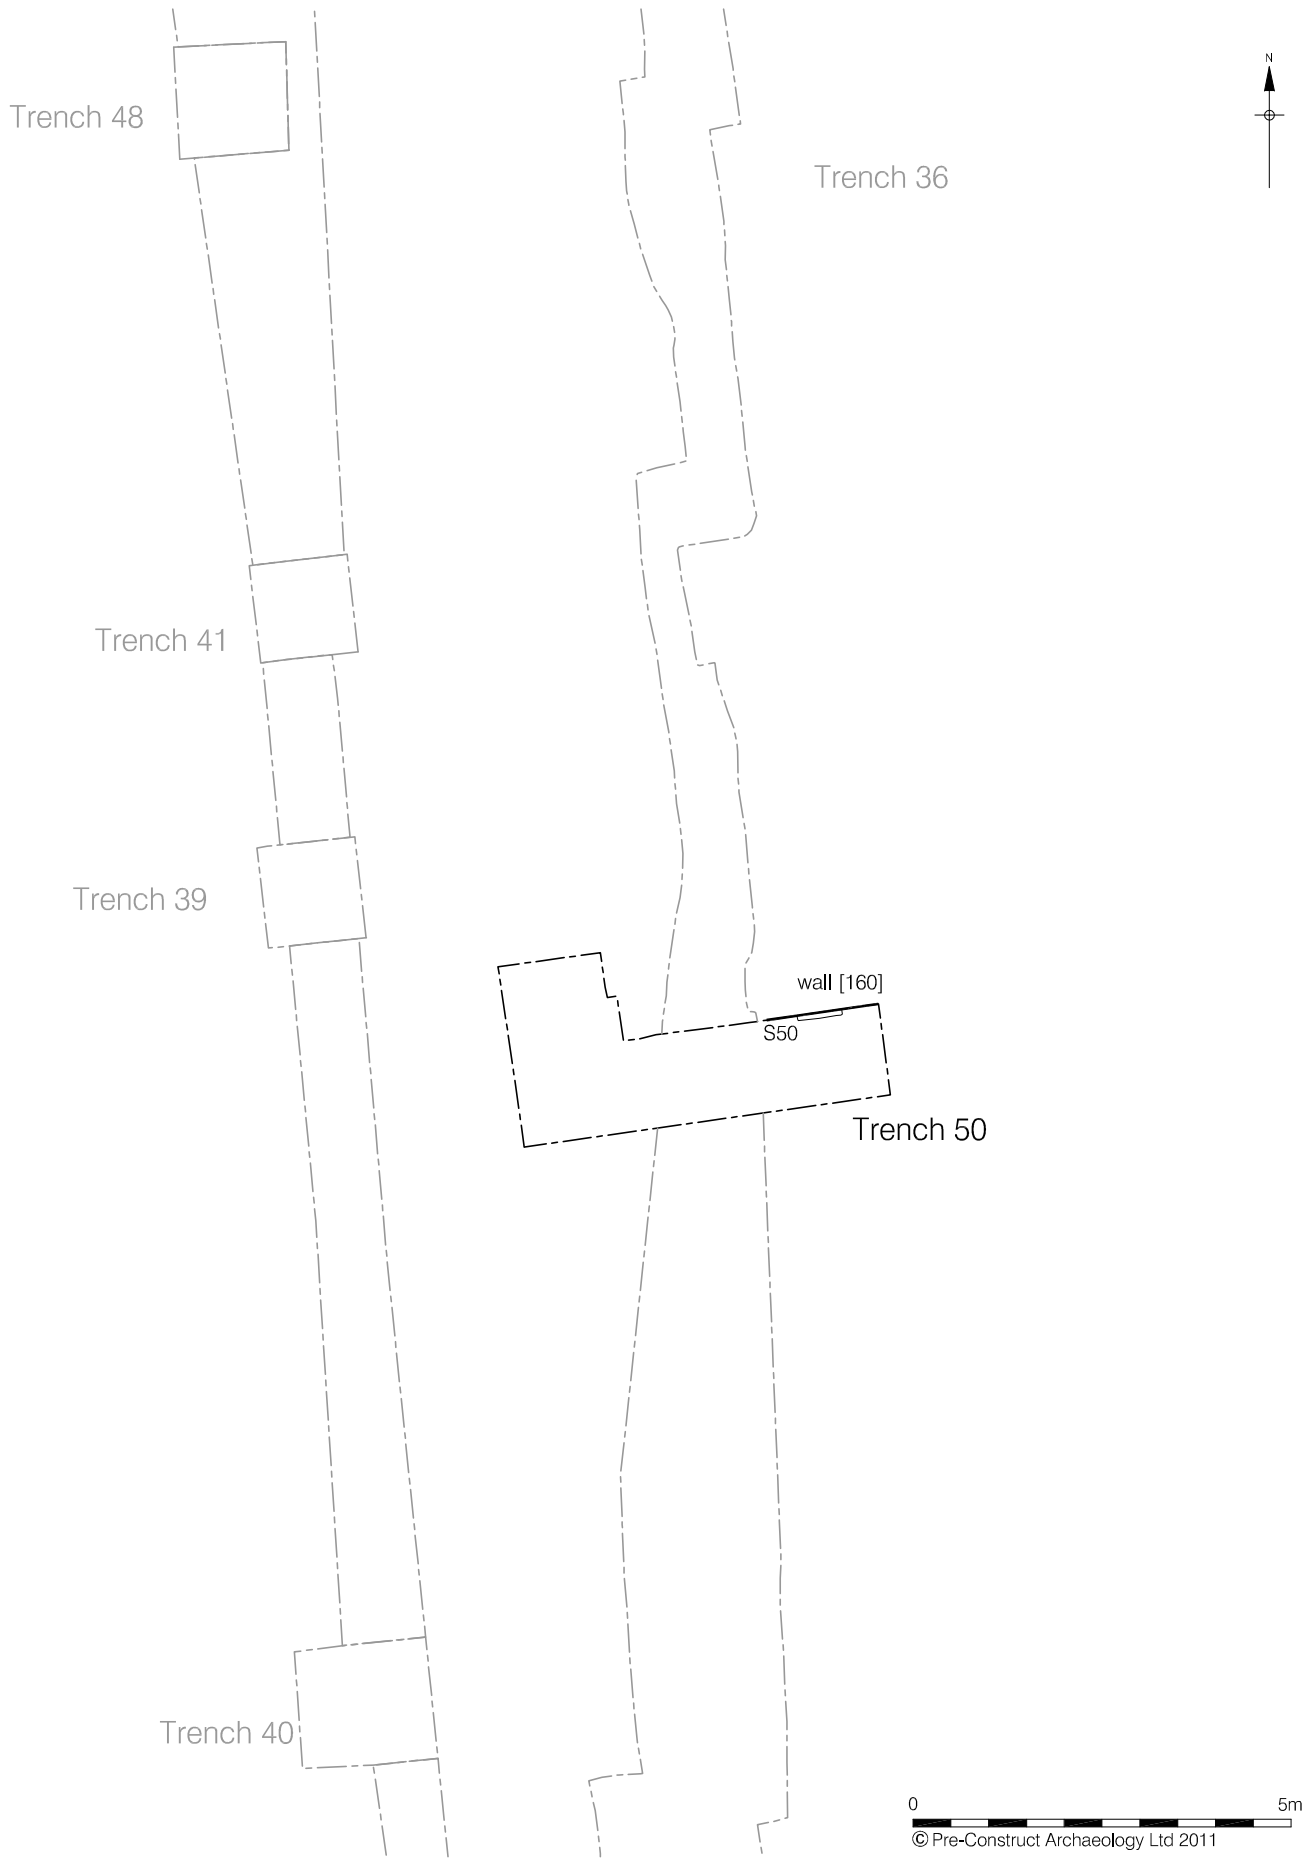 N
Trench 48
Trench 36
Trench 41
Trench 39
wall [160]
S50
Trench 50
Trench 40
0 5m
© Pre-Construct Archaeology Ltd 2011